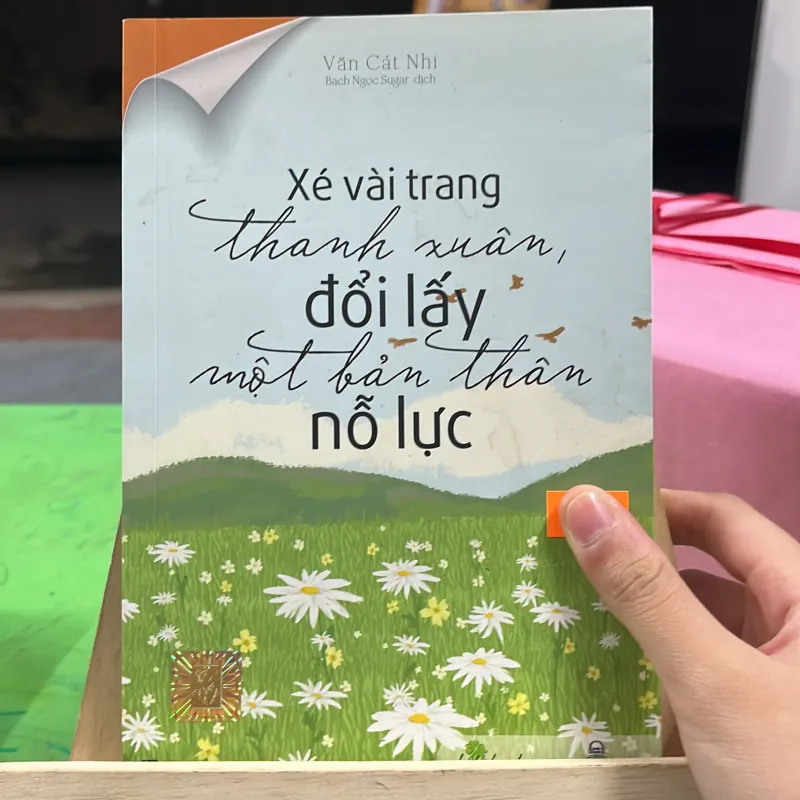 Văn Cát Nhi
Bạch Ngọc Sugar dịch
Xé vài trang
thanh xuân,
đổi lấy
một bản thân
nỗ lực